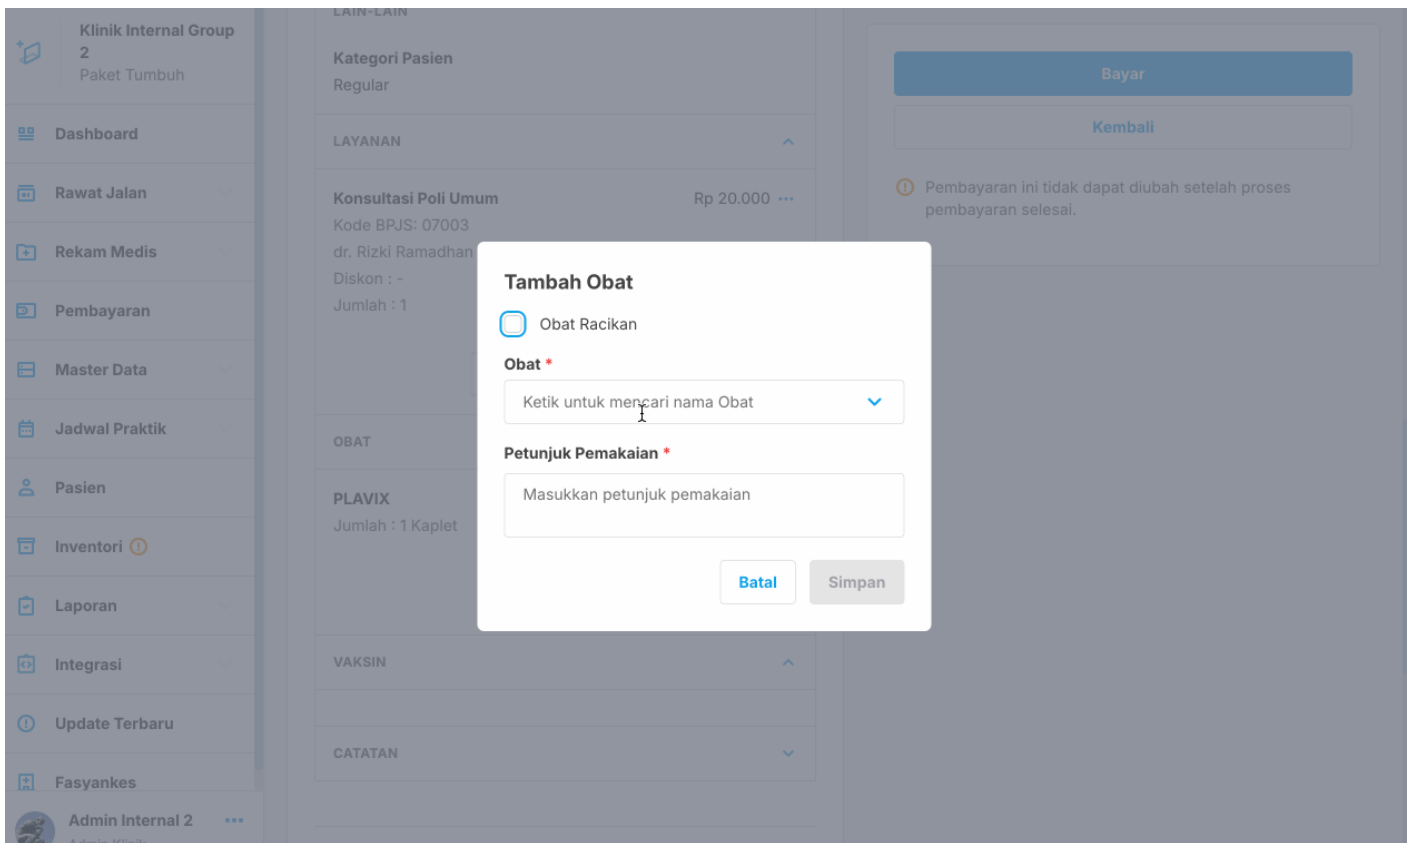 Klinik Internal Group
2
Paket Tumbuh
Dashboard
Rawat Jalan
Rekam Medis
Pembayaran
Master Data
Jadwal Praktik
Pasien
Inventori
Laporan
Integrasi
Update Terbaru
Fasyankes
Admin Internal 2
Admin Klinik
LAIN-LAIN
Kategori Pasien
Regular
LAYANAN
Konsultasi Poli Umum Rp 20.000
Kode BPJS: 07003
dr. Rizki Ramadhan
Diskon : -
Jumlah : 1
OBAT
PLAVIX
Jumlah : 1 Kaplet
VAKSIN
CATATAN
Tambah Obat
Obat Racikan
Obat *
Ketik untuk mencari nama Obat
Petunjuk Pemakaian *
Masukkan petunjuk pemakaian
Batal
Simpan
Bayar
Kembali
Pembayaran ini tidak dapat diubah setelah proses
pembayaran selesai.